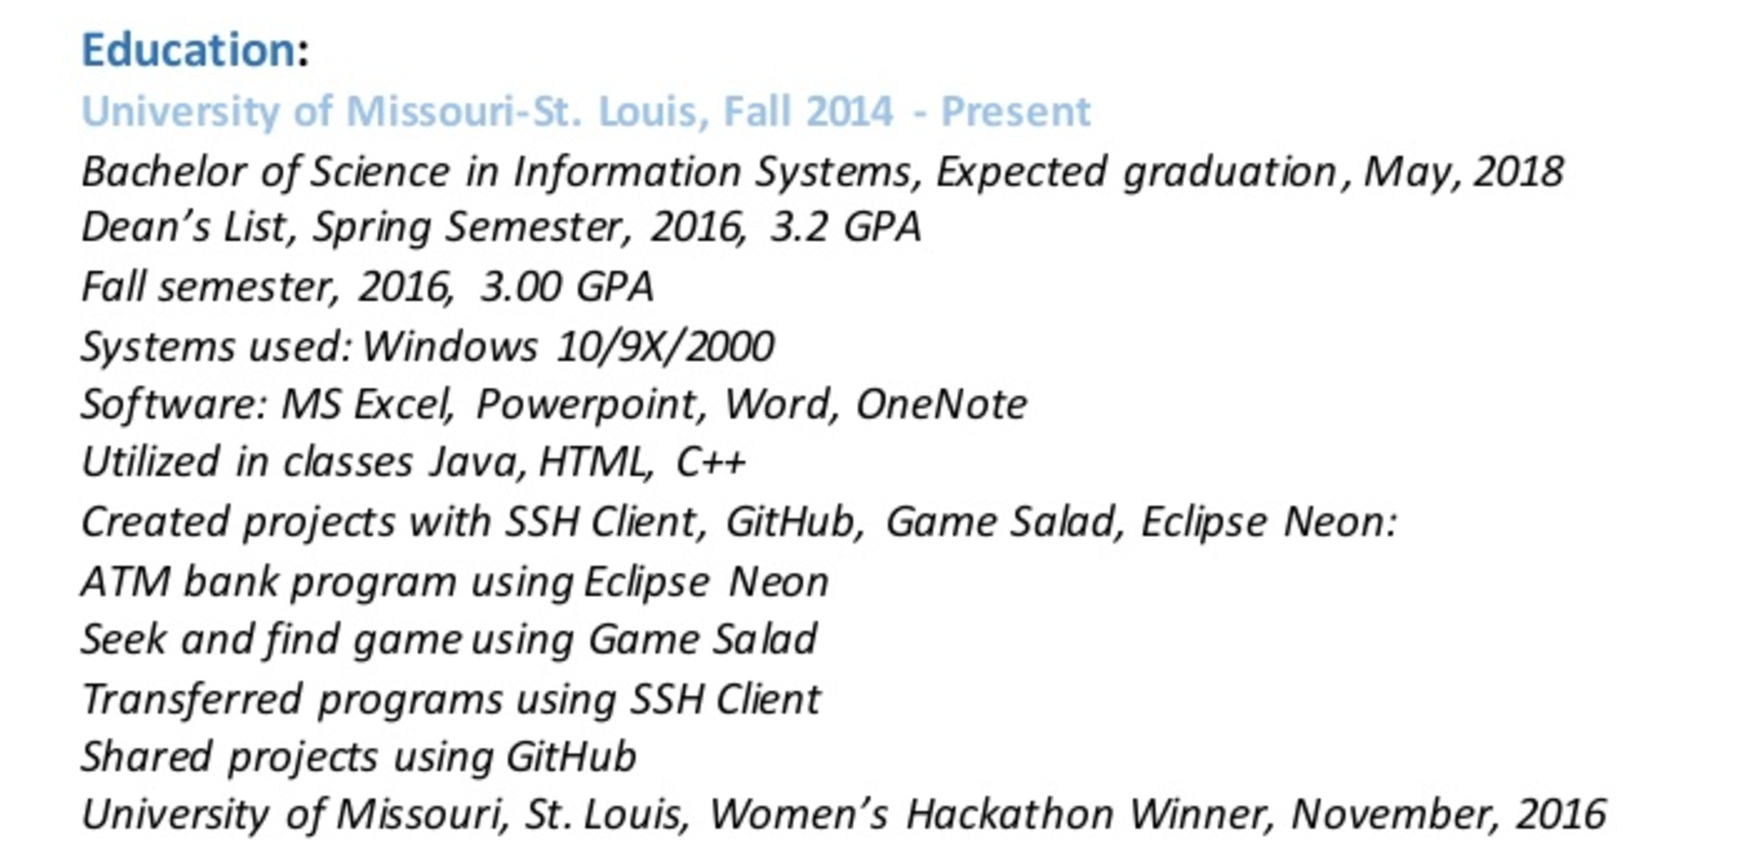 Education:
University of Missouri-St. Louis, Fall 2014 - Present
Bachelor of Science in Information Systems, Expected graduation, May, 2018
Dean’s List, Spring Semester, 2016, 3.2 GPA
Fall semester, 2016, 3.00 GPA
Systems used: Windows 10/9X/2000
Software: MS Excel, Powerpoint, Word, OneNote
Utilized in classes Java, HTML, C++
Created projects with SSH Client, GitHub, Game Salad, Eclipse Neon:
ATM bank program using Eclipse Neon
Seek and find game using Game Salad
Transferred programs using SSH Client
Shared projects using GitHub
University of Missouri, St. Louis, Women’s Hackathon Winner, November, 2016